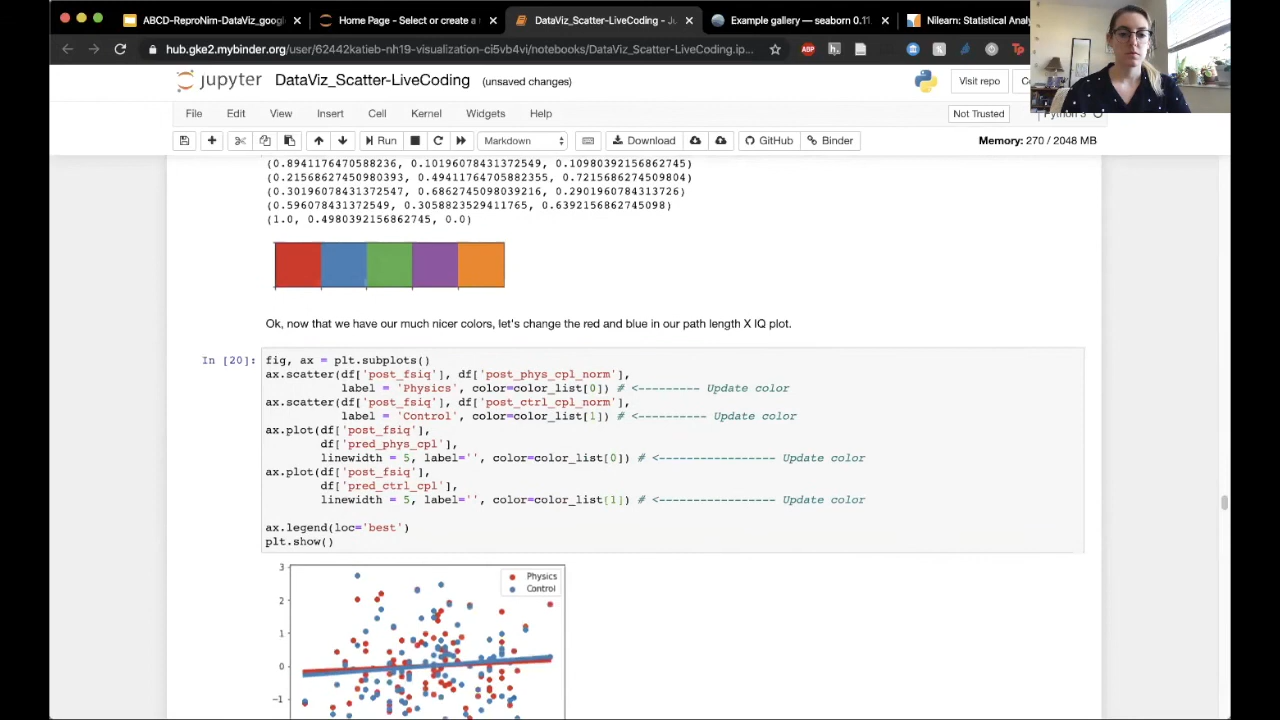 ABCD-ReproNim-DataViz_google
Home Page - Select or create a
DataViz_Scatter-LiveCoding - Ju
Example gallery — seaborn 0.11.
Nilearn: Statistical Analy
hub.gke2.mybinder.org/user/62442katieb-nh19-visualization-ci5vb4vi/notebooks/DataViz_Scatter-LiveCoding.ip...
ABP
jupyter DataViz_Scatter-LiveCoding (unsaved changes)
Visit repo
File Edit View Insert Cell Kernel Widgets Help
Not Trusted
Run Markdown Download GitHub Binder
Memory: 270 / 2048 MB
(0.8941176470588236, 0.10196078431372549, 0.10980392156862745)
(0.21568627450980393, 0.49411764705882355, 0.7215686274509804)
(0.30196078431372547, 0.6862745098039216, 0.2901960784313726)
(0.596078431372549, 0.3058823529411765, 0.6392156862745098)
(1.0, 0.4980392156862745, 0.0)
Ok, now that we have our much nicer colors, let's change the red and blue in our path length X IQ plot.
In [20]:
fig, ax = plt.subplots()
ax.scatter(df['post_fsiq'], df['post_phys_cpl_norm'],
label = 'Physics', color=color_list[0]) # <--------- Update color
ax.scatter(df['post_fsiq'], df['post_ctrl_cpl_norm'],
label = 'Control', color=color_list[1]) # <---------- Update color
ax.plot(df['post_fsiq'],
df['pred_phys_cpl'],
linewidth = 5, label='', color=color_list[0]) # <----------------- Update color
ax.plot(df['post_fsiq'],
df['pred_ctrl_cpl'],
linewidth = 5, label='', color=color_list[1]) # <----------------- Update color
ax.legend(loc='best')
plt.show()
3
Physics
Control
2
1
0
−1